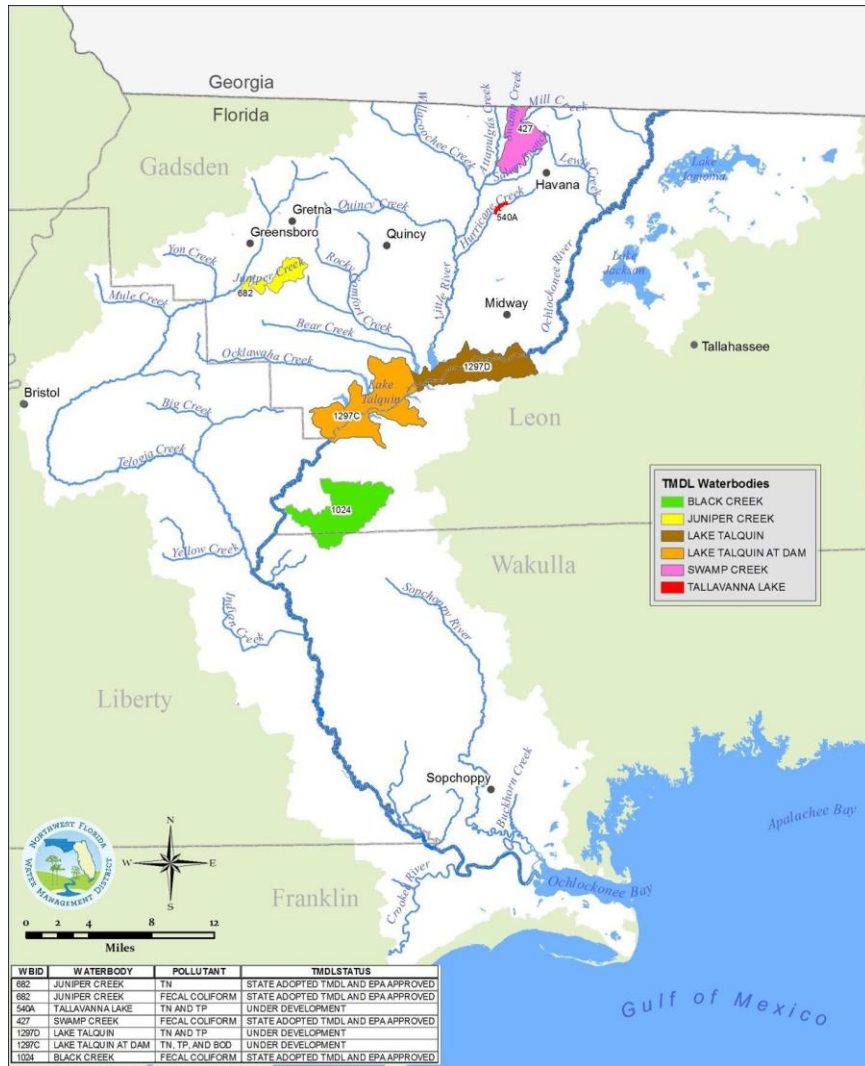 Georgia
Florida
Gadsden
Willacoochee Creek
Attapulgus Creek
Swamp Creek
Mill Creek
427
Salem Branch
Lewis Creek
Havana
Lake
Iamonia
Hurricane Creek
540A
Gretna
Quincy Creek
Greensboro
Quincy
Yon Creek
Rocky Comfort Creek
Little River
Ochlockonee River
Lake
Jackson
Juniper Creek
682
Mule Creek
Midway
Bear Creek
Tallahassee
Ocklawaha Creek
1297D
Lake
Talquin
Bristol
1297C
Big Creek
Leon
Telogia Creek
TMDL Waterbodies
BLACK CREEK
JUNIPER CREEK
LAKE TALQUIN
LAKE TALQUIN AT DAM
SWAMP CREEK
TALLAVANNA LAKE
1024
Yellow Creek
Wakulla
Sopchoppy River
Indian Creek
Liberty
Sopchoppy
Buckhorn Creek
Apalachee Bay
NORTHWEST FLORIDA
WATER MANAGEMENT DISTRICT
N
W E
S
Franklin
Crooked River
Ochlockonee Bay
0 2 4 8 12
Miles
Gulf of Mexico
WBID WATERBODY POLLUTANT TMDLSTATUS
682 JUNIPER CREEK TN STATE ADOPTED TMDL AND EPA APPROVED
682 JUNIPER CREEK FECAL COLIFORM STATE ADOPTED TMDL AND EPA APPROVED
540A TALLAVANNA LAKE TN AND TP UNDER DEVELOPMENT
427 SWAMP CREEK FECAL COLIFORM STATE ADOPTED TMDL AND EPA APPROVED
1297D LAKE TALQUIN TN AND TP UNDER DEVELOPMENT
1297C LAKE TALQUIN AT DAM TN, TP, AND BOD UNDER DEVELOPMENT
1024 BLACK CREEK FECAL COLIFORM STATE ADOPTED TMDL AND EPA APPROVED